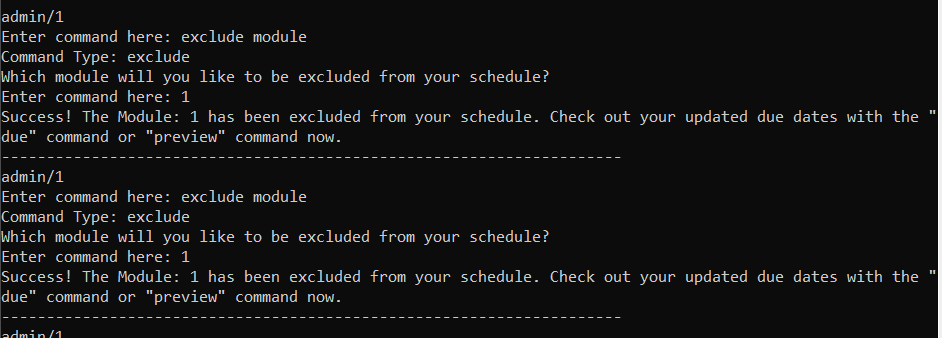 admin/1
Enter command here: exclude module
Command Type: exclude
Which module will you like to be excluded from your schedule?
Enter command here: 1
Success! The Module: 1 has been excluded from your schedule. Check out your updated due dates with the "
due" command or "preview" command now.
---------------------------------------------------------------------
admin/1
Enter command here: exclude module
Command Type: exclude
Which module will you like to be excluded from your schedule?
Enter command here: 1
Success! The Module: 1 has been excluded from your schedule. Check out your updated due dates with the "
due" command or "preview" command now.
---------------------------------------------------------------------
admin/1